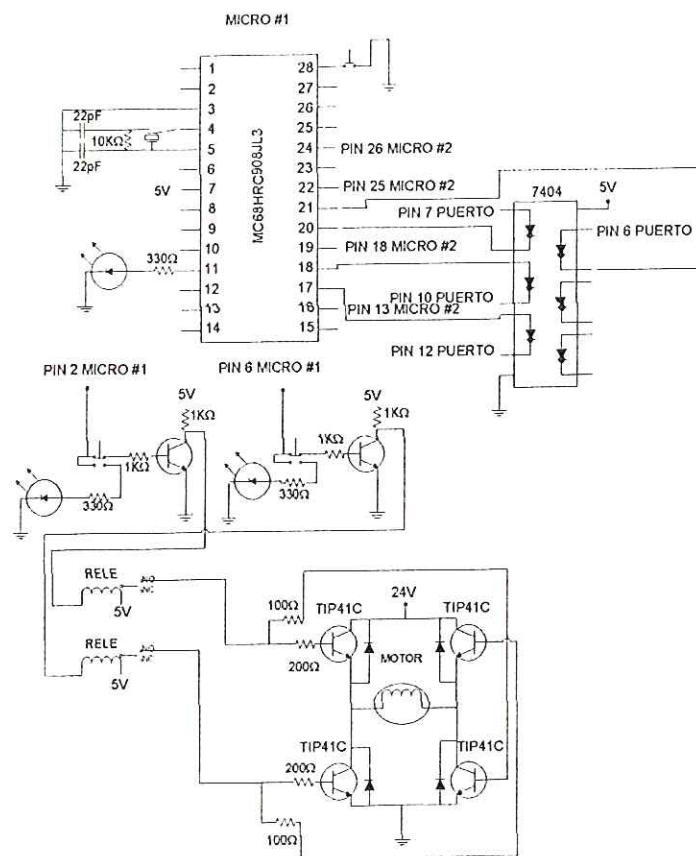 MICRO #1
MC68HRC908JL3
1
2
3
4
5
6
7
8
9
10
11
12
13
14
28
27
26
25
24
23
22
21
20
19
18
17
16
15
22pF
10KΩ
22pF
5V
330Ω
PIN 26 MICRO #2
PIN 25 MICRO #2
PIN 18 MICRO #2
PIN 13 MICRO #2
7404
5V
PIN 7 PUERTO
PIN 6 PUERTO
PIN 10 PUERTO
PIN 12 PUERTO
PIN 2 MICRO #1
5V
1KΩ
1KΩ
330Ω
PIN 6 MICRO #1
5V
1KΩ
1KΩ
330Ω
RELE
5V
RELE
5V
100Ω
200Ω
TIP41C
24V
TIP41C
MOTOR
TIP41C
TIP41C
200Ω
100Ω